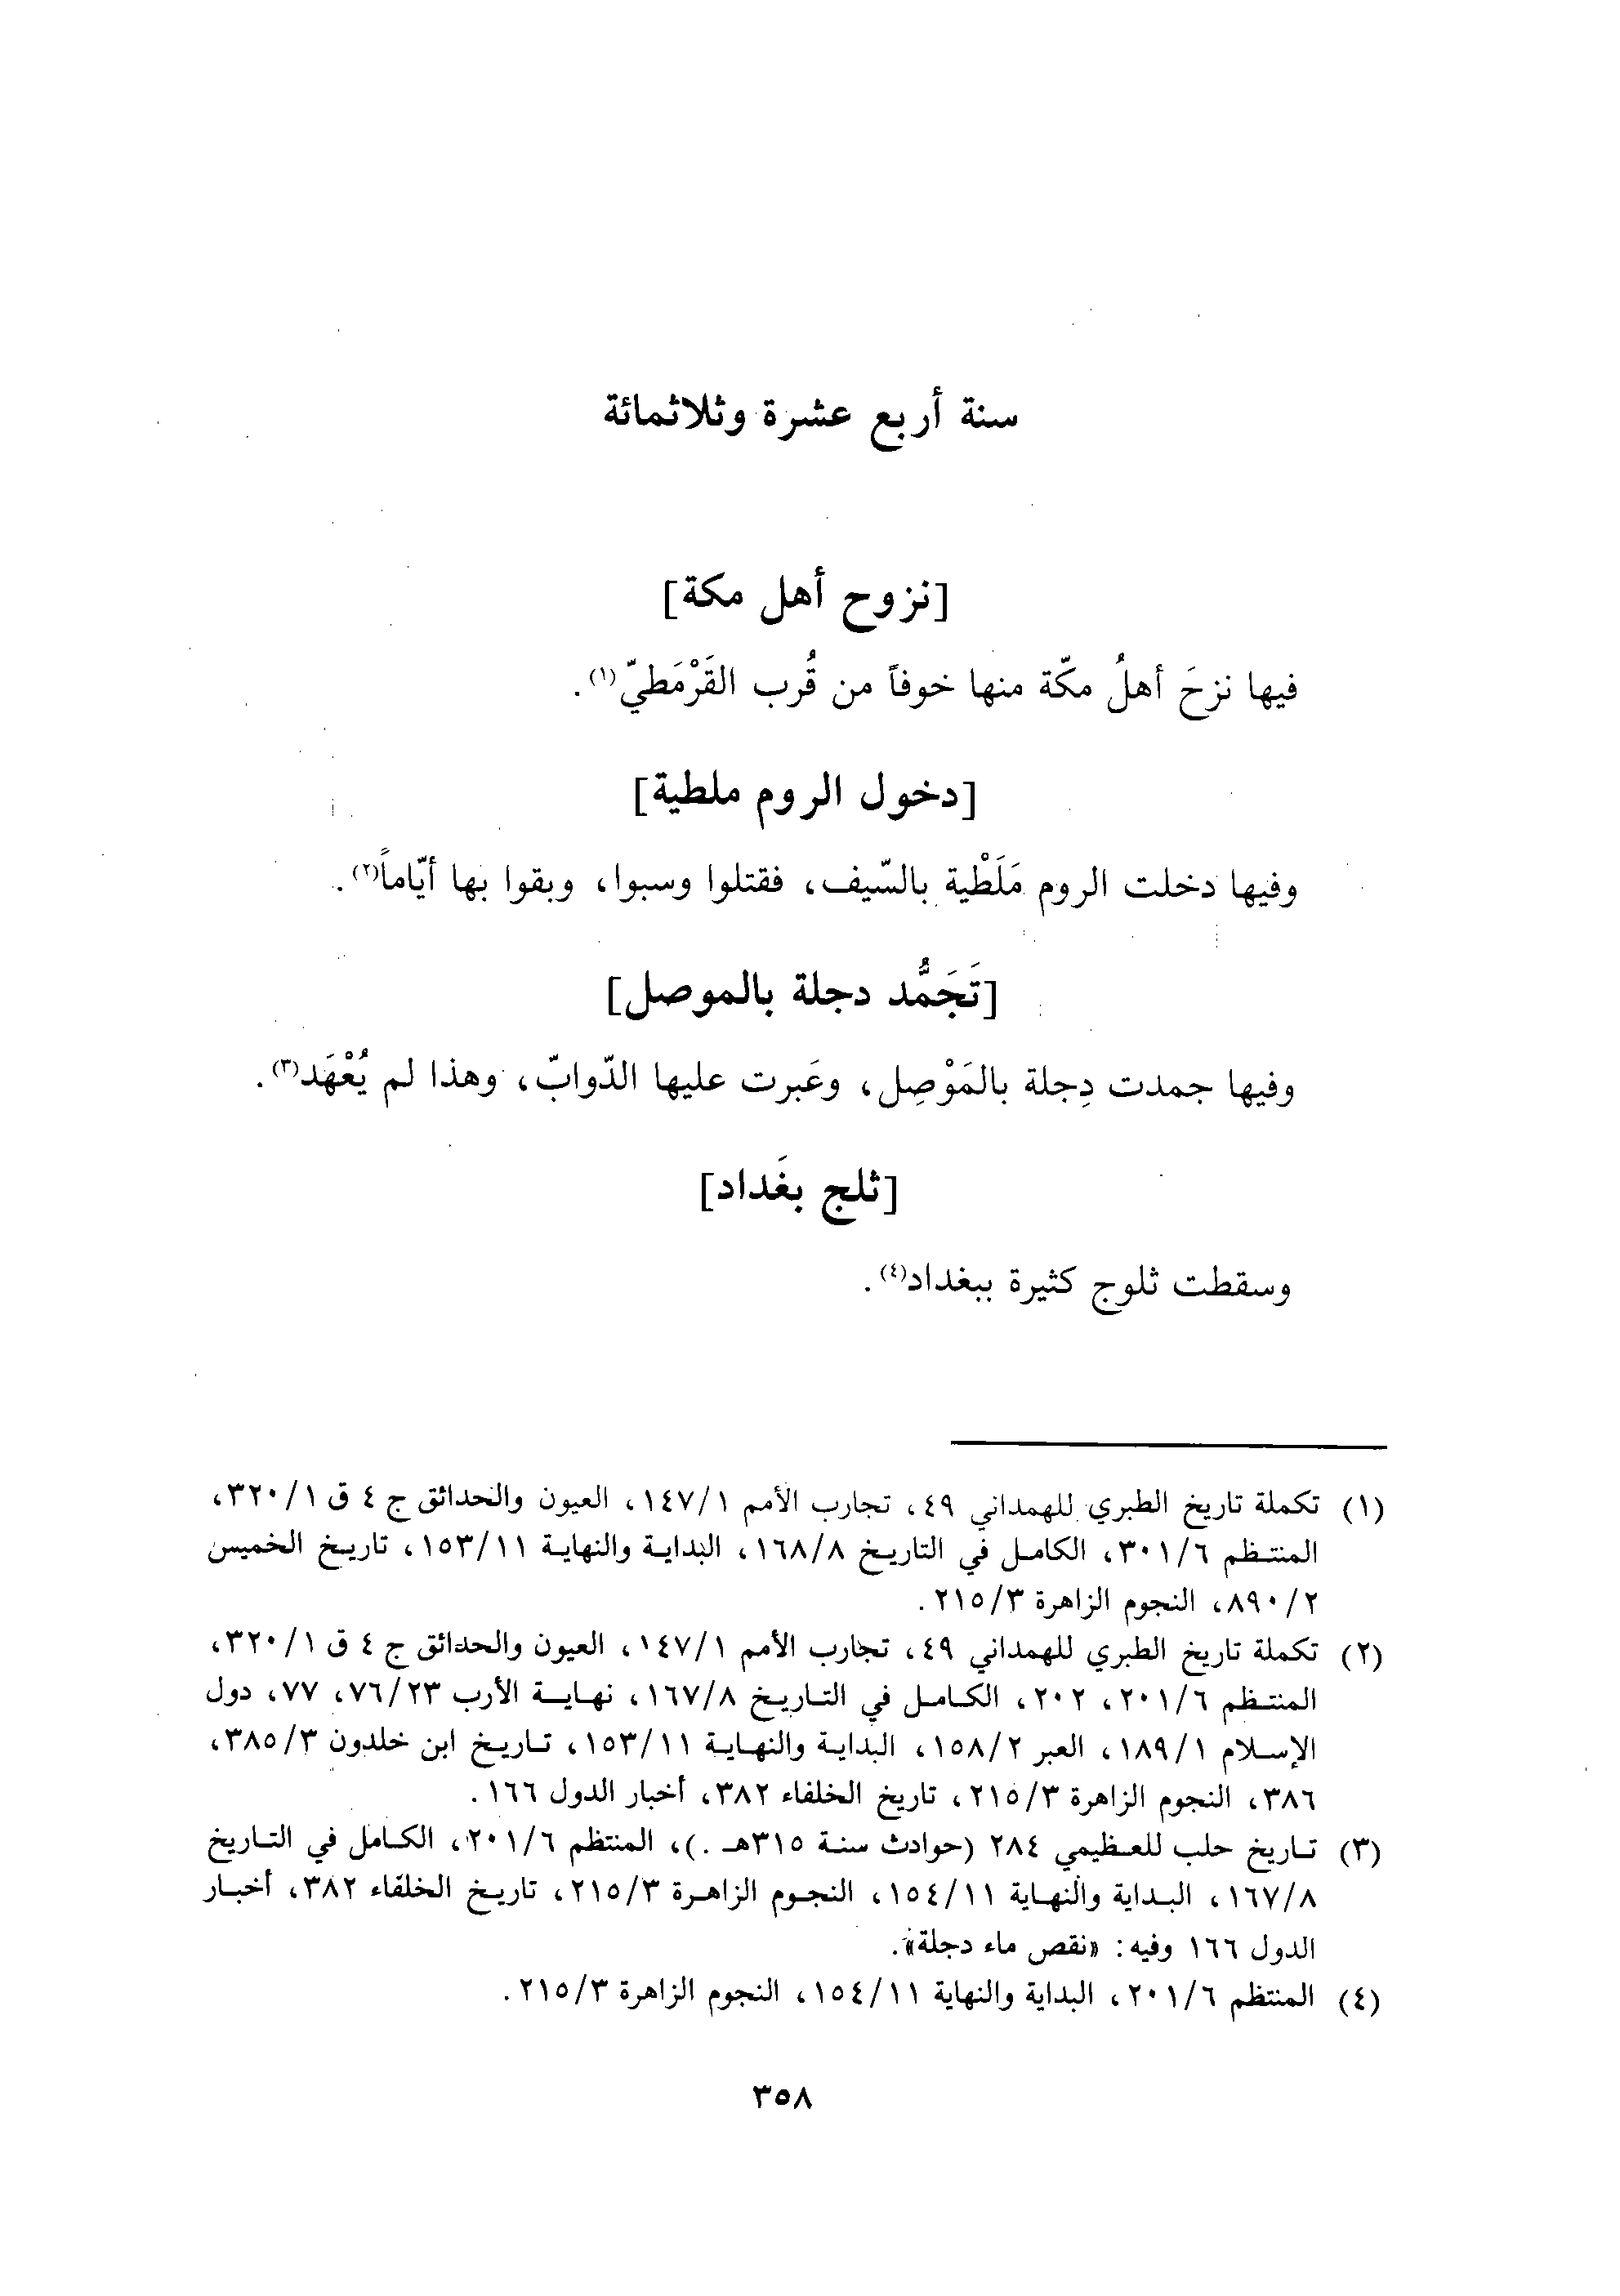 سنة أربع عشرة وثلاثمائة
[نزوح أهل مكة]
فيها نزحَ أهلُ مكّة منها خوفاً من قُرب القَرْمَطيّ(١).
[دخول الروم ملطية]
وفيها دخلت الروم مَلَطْية بالسّيف، فقتلوا وسبوا، وبقوا بها أيّاماً(٢).
[تَجَمُّد دجلة بالموصل]
وفيها جمدت دِجلة بالمَوْصِل، وعَبرت عليها الدّوابّ، وهذا لم يُعْهَد(٣).
[ثلج بغداد]
وسقطت ثلوج كثيرة ببغداد(٤).
(١) تكملة تاريخ الطبري للهمداني ٤٩، تجارب الأمم ١/١٤٧، العيون والحدائق ج ٤ ق ١/٣٢٠،
المنتظم ٦/٣٠١، الكامل في التاريخ ٨/١٦٨، البداية والنهاية ١١/١٥٣، تاريخ الخميس
٢/٨٩٠، النجوم الزاهرة ٣/٢١٥.
(٢) تكملة تاريخ الطبري للهمداني ٤٩، تجارب الأمم ١/١٤٧، العيون والحدائق ج ٤ ق ١/٣٢٠،
المنتظم ٦/٢٠١، ٢٠٢، الكامل في التاريخ ٨/١٦٧، نهاية الأرب ٢٣/٧٦، ٧٧، دول
الإسلام ١/١٨٩، العبر ٢/١٥٨، البداية والنهاية ١١/١٥٣، تاريخ ابن خلدون ٣/٣٨٥،
٣٨٦، النجوم الزاهرة ٣/٢١٥، تاريخ الخلفاء ٣٨٢، أخبار الدول ١٦٦.
(٣) تاريخ حلب للعظيمي ٢٨٤ (حوادث سنة ٣١٥هـ .)، المنتظم ٦/٢٠١، الكامل في التاريخ
٨/١٦٧، البداية والنهاية ١١/١٥٤، النجوم الزاهرة ٣/٢١٥، تاريخ الخلفاء ٣٨٢، أخبار
الدول ١٦٦ وفيه: «نقص ماء دجلة».
(٤) المنتظم ٦/٢٠١، البداية والنهاية ١١/١٥٤، النجوم الزاهرة ٣/٢١٥.
٣٥٨